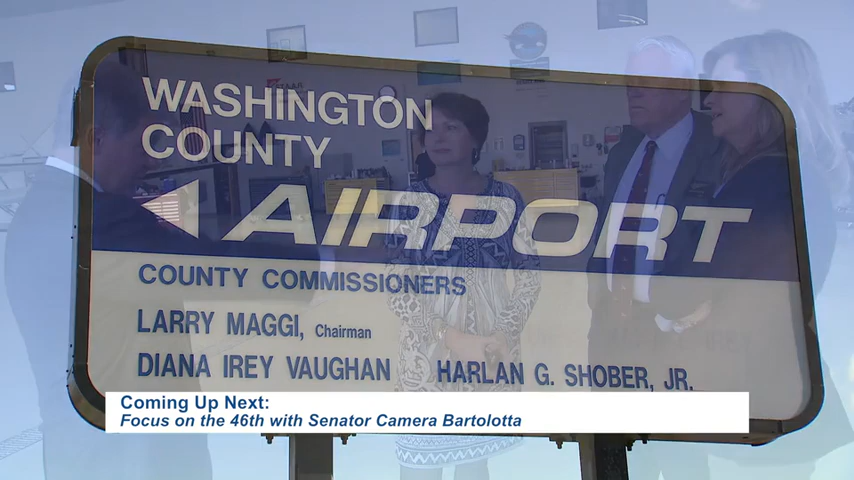 WASHINGTON
COUNTY
AIRPORT
COUNTY COMMISSIONERS
LARRY MAGGI, Chairman
DIANA IREY VAUGHAN HARLAN G. SHOBER, JR.
Coming Up Next:
Focus on the 46th with Senator Camera Bartolotta